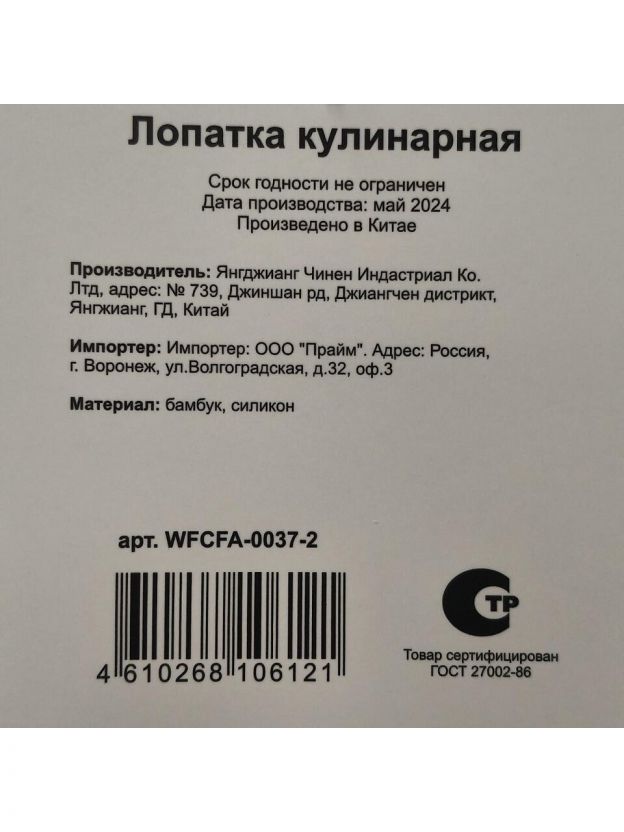 Лопатка кулинарная
Срок годности не ограничен
Дата производства: май 2024
Произведено в Китае
Производитель: Янгджианг Чинен Индастриал Ко.
Лтд, адрес: № 739, Джиншан рд, Джиангчен дистрикт,
Янгжианг, ГД, Китай
Импортер: Импортер: ООО "Прайм". Адрес: Россия,
г. Воронеж, ул.Волгоградская, д.32, оф.3
Материал: бамбук, силикон
арт. WFCFA-0037-2
4 610268 106121
СТР
Товар сертифицирован
ГОСТ 27002-86